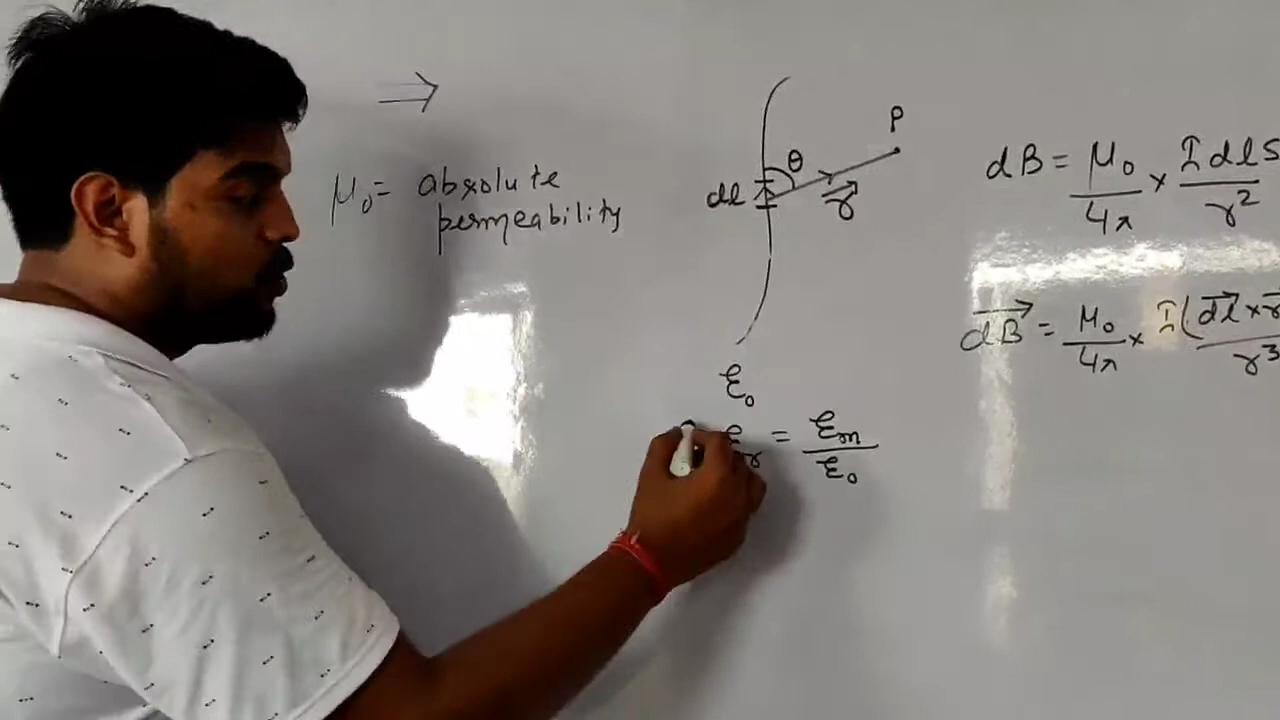 ⇒
μ₀ = absolute
permeability
P
θ
dl
r⃗
dB = μ₀/4π × I dl S
r²
dB⃗ = μ₀/4π × I(dl⃗ × r⃗
r³
ε₀
εr = εm/ε₀